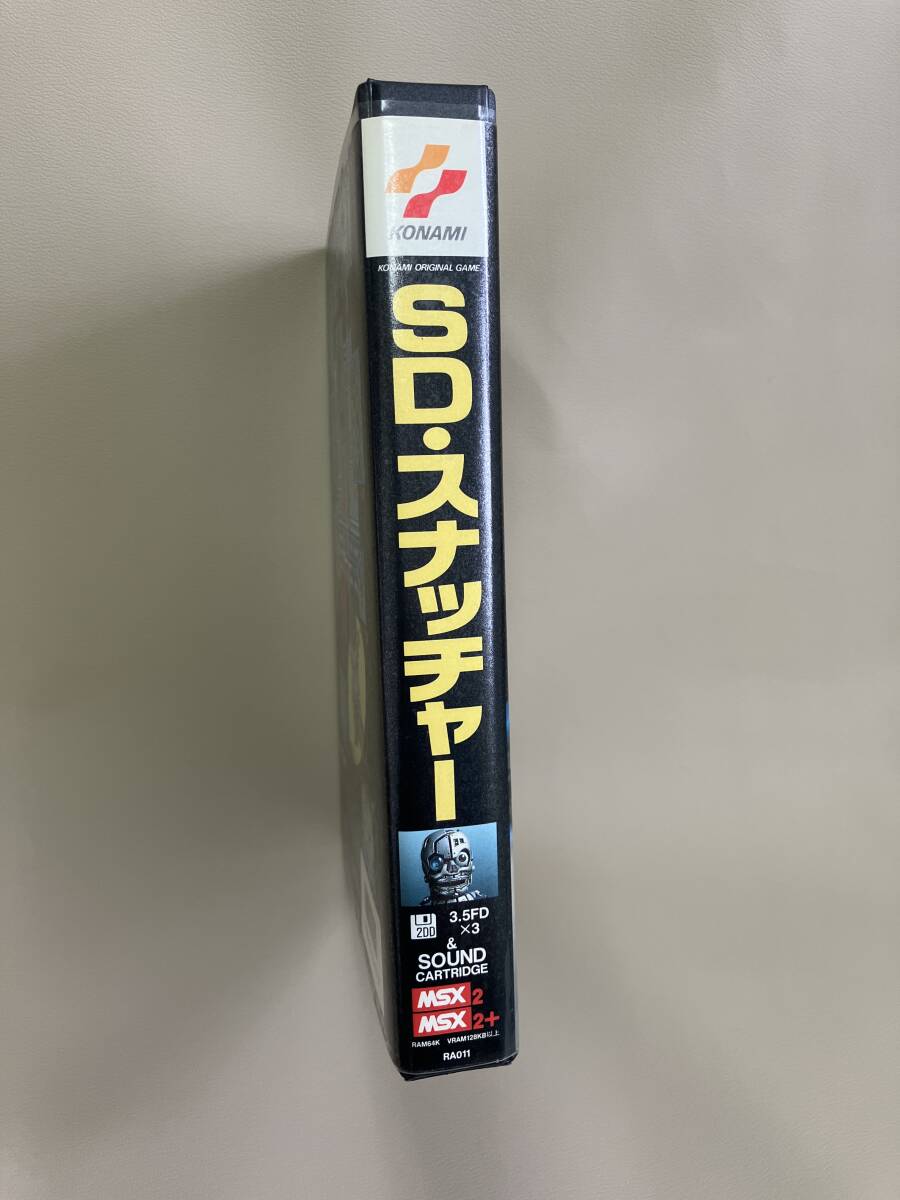 KONAMI
KONAMI ORIGINAL GAME
SD・スナッチャー
2DD
3.5FD
×3
&
SOUND
CARTRIDGE
MSX 2
MSX 2+
RAM64K VRAM128KB以上
RA011